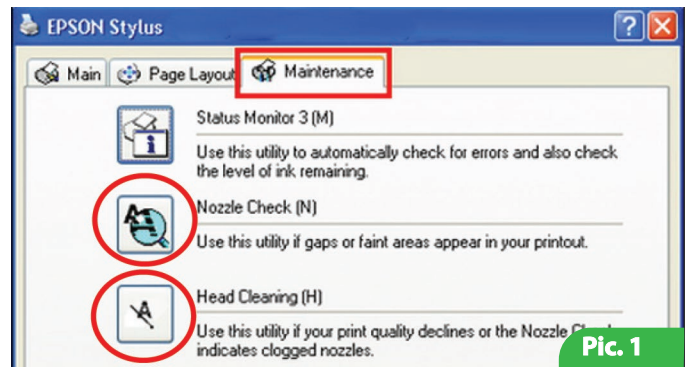 EPSON Stylus
Main
Page Layout
Maintenance
Status Monitor 3 (M)
Use this utility to automatically check for errors and also check
the level of ink remaining.
Nozzle Check (N)
Use this utility if gaps or faint areas appear in your printout.
Head Cleaning (H)
Use this utility if your print quality declines or the Nozzle
indicates clogged nozzles.
Pic. 1